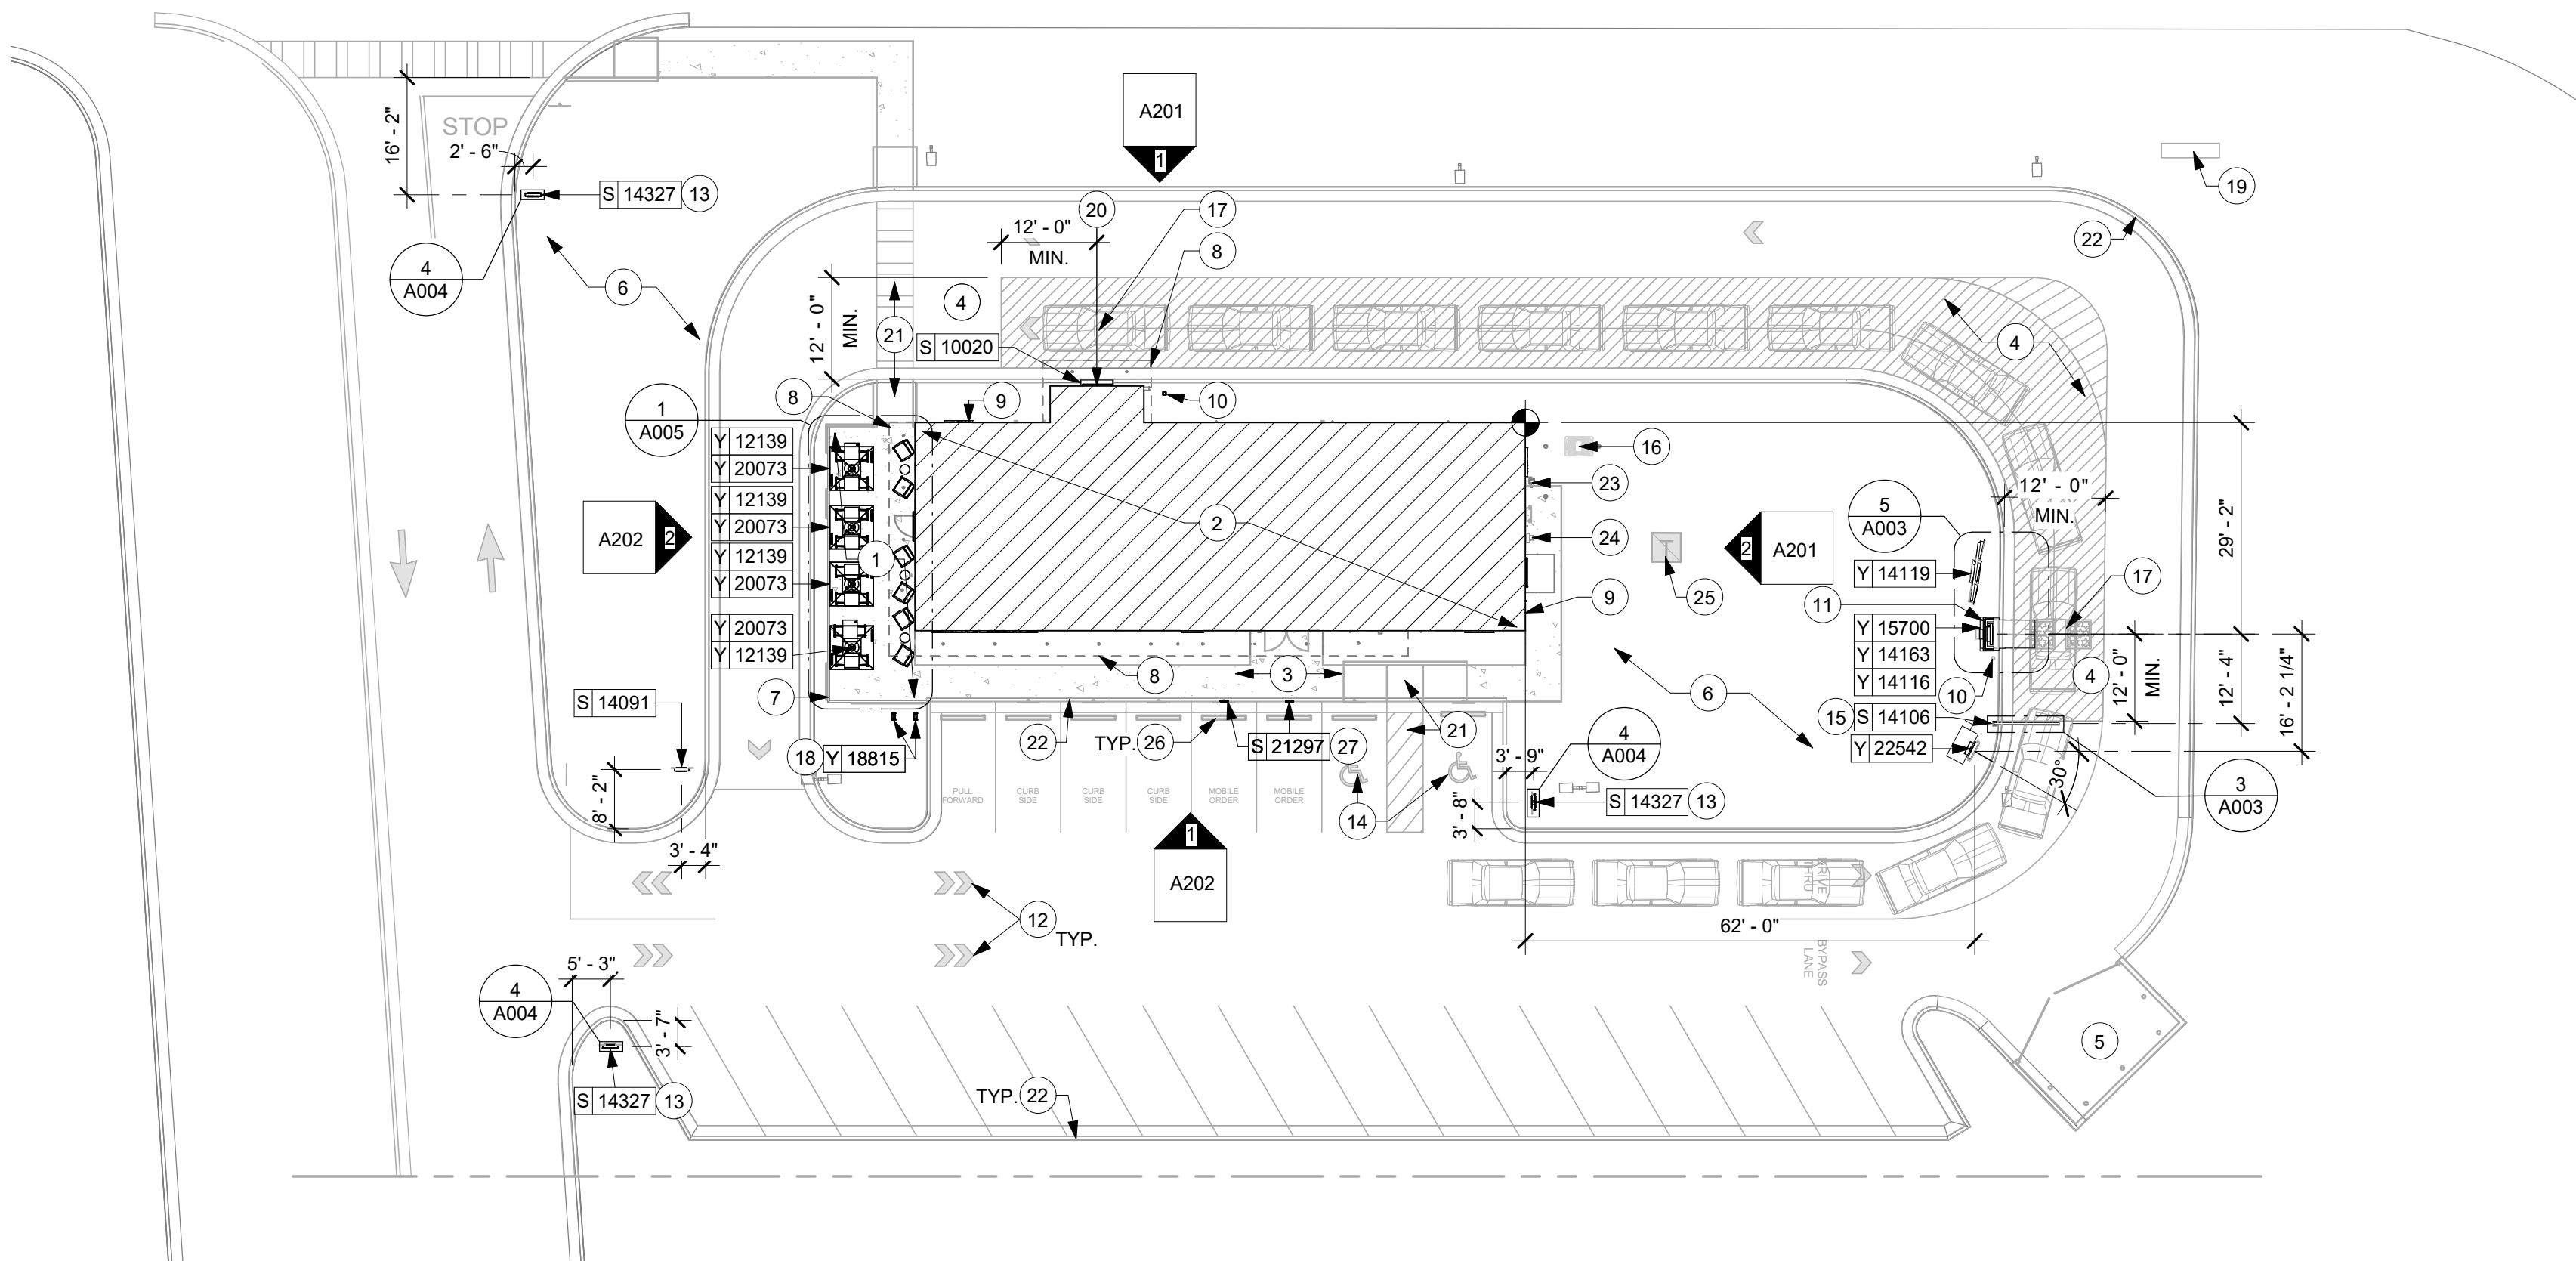 A201
1
16' - 2"
STOP
2' - 6"
S 14327 13
4
A004
6
20
17
12' - 0"
MIN.
8
19
22
12' - 0"
MIN.
21
4
S 10020
4
1
A005
8
9
10
Y 12139
Y 20073
Y 12139
Y 20073
Y 12139
Y 20073
Y 20073
Y 12139
1
2
A202
2
16
23
24
25
2
A201
9
5
A003
12' - 0"
MIN.
29' - 2"
Y 14119
11
17
Y 15700
Y 14163
Y 14116
10
4
12' - 0"
MIN.
12' - 4"
16' - 2 1/4"
15 S 14106
Y 22542
30°
3
A003
7
8
3
6
S 14091
18 Y 18815
22
TYP. 26
S 21297 27
21
14
3' - 9"
4
A004
3' - 8"
S 14327 13
PULL
FORWARD
CURB
SIDE
CURB
SIDE
CURB
SIDE
MOBILE
ORDER
MOBILE
ORDER
8' - 2"
3' - 4"
1
A202
DRIVE
THRU
62' - 0"
12
TYP.
BYPASS
LANE
5' - 3"
4
A004
3' - 7"
S 14327 13
TYP. 22
5